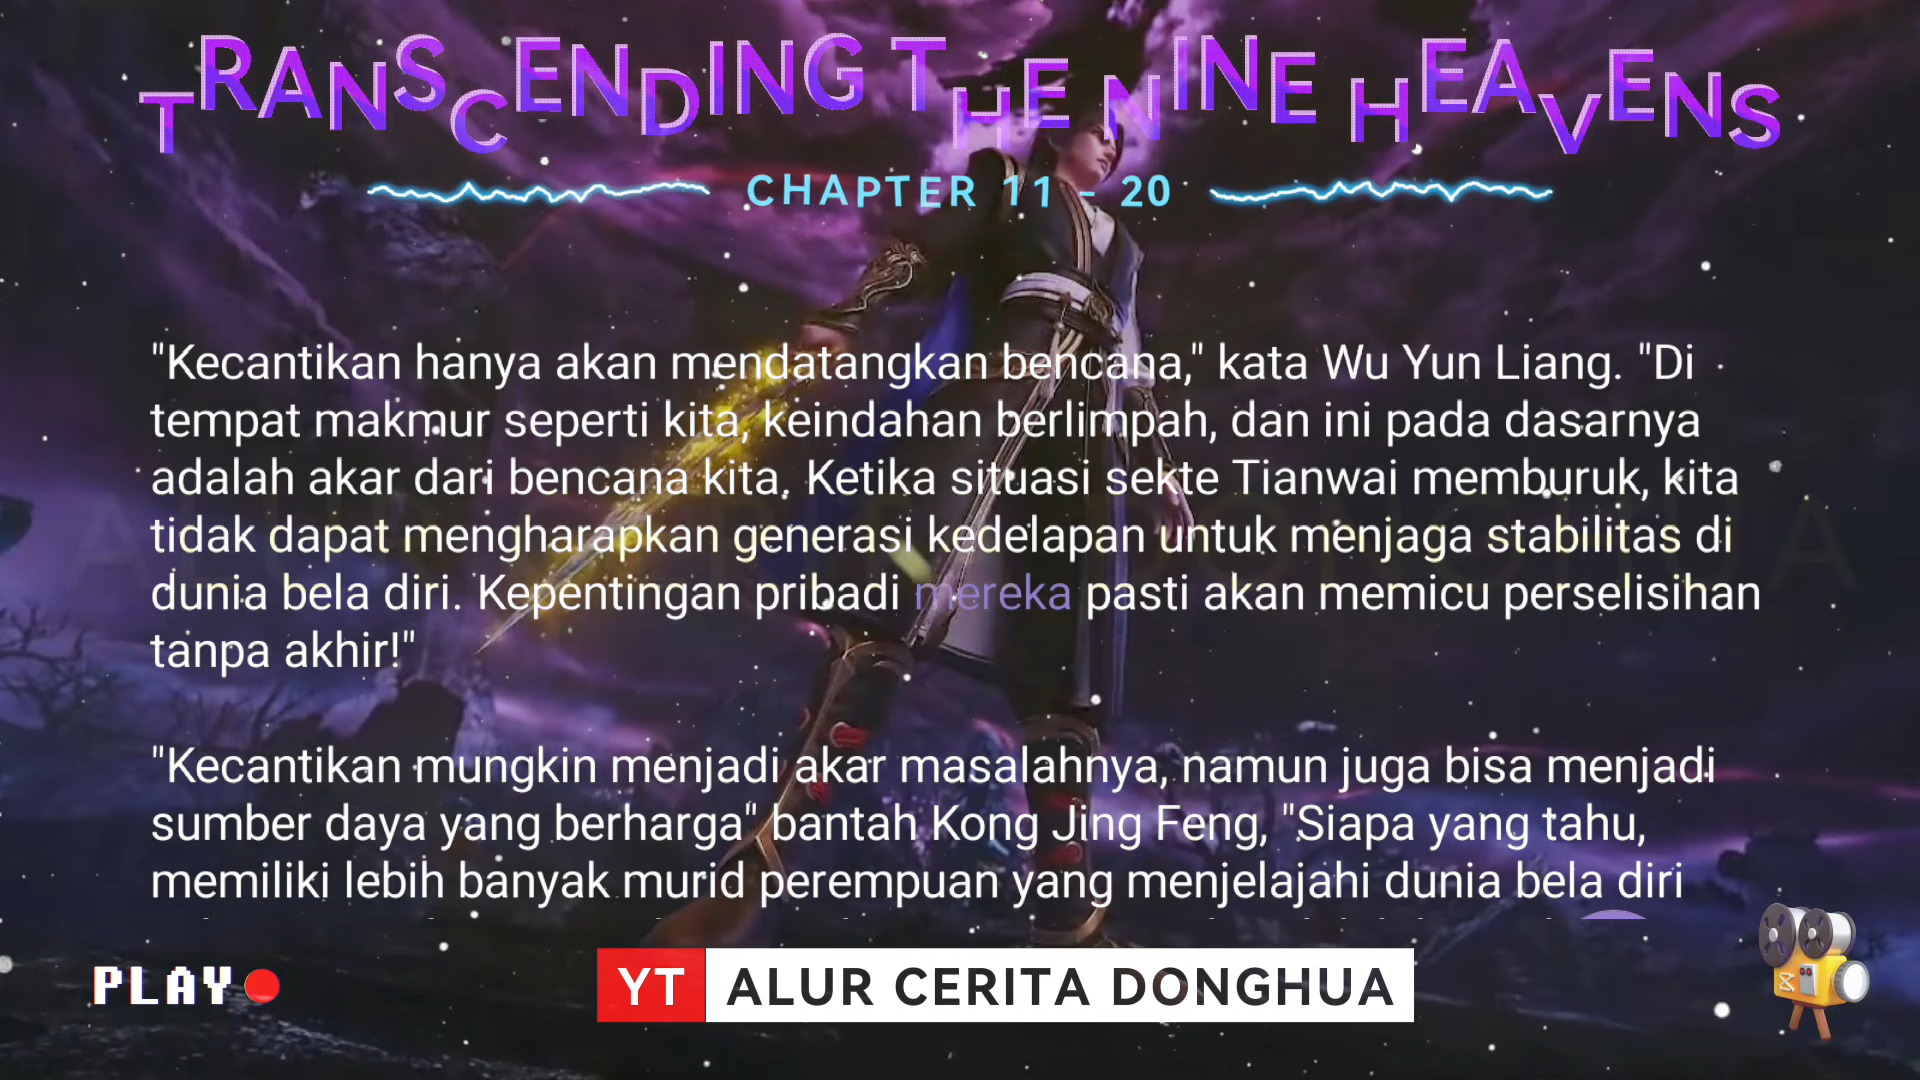 TRANSCENDING THE NINE HEAVENS
CHAPTER 11 - 20
"Kecantikan hanya akan mendatangkan bencana," kata Wu Yun Liang. "Di
tempat makmur seperti kita, keindahan berlimpah, dan ini pada dasarnya
adalah akar dari bencana kita. Ketika situasi sekte Tianwai memburuk, kita
tidak dapat mengharapkan generasi kedelapan untuk menjaga stabilitas di
dunia bela diri. Kepentingan pribadi mereka pasti akan memicu perselisihan
tanpa akhir!"
"Kecantikan mungkin menjadi akar masalahnya, namun juga bisa menjadi
sumber daya yang berharga" bantah Kong Jing Feng, "Siapa yang tahu,
memiliki lebih banyak murid perempuan yang menjelajahi dunia bela diri
PLAY
YT ALUR CERITA DONGHUA